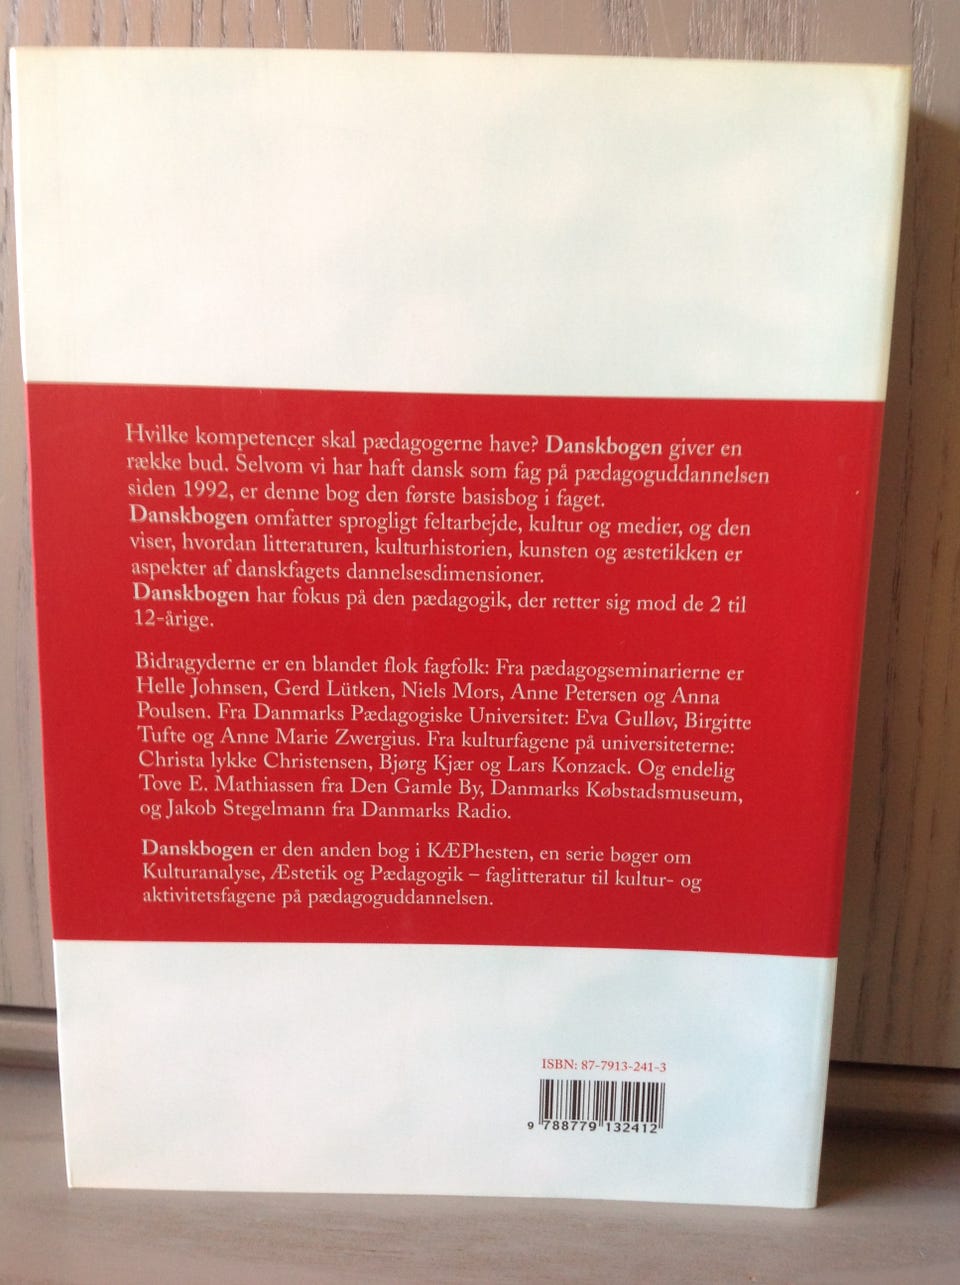 Hvilke kompetencer skal pædagogerne have? Danskbogen giver en
række bud. Selvom vi har haft dansk som fag på pædagoguddannelsen
siden 1992, er denne bog den første basisbog i faget.
Danskbogen omfatter sprogligt feltarbejde, kultur og medier, og den
viser, hvordan litteraturen, kulturhistorien, kunsten og æstetikken er
aspekter af danskfagets dannelsesdimensioner.
Danskbogen har fokus på den pædagogik, der retter sig mod de 2 til
12-årige.
Bidragyderne er en blandet flok fagfolk: Fra pædagogseminarierne er
Helle Johnsen, Gerd Lütken, Niels Mors, Anne Petersen og Anna
Poulsen. Fra Danmarks Pædagogiske Universitet: Eva Gulløv, Birgitte
Tufte og Anne Marie Zwergius. Fra kulturfagene på universiteterne:
Christa lykke Christensen, Bjørg Kjær og Lars Konzack. Og endelig
Tove E. Mathiassen fra Den Gamle By, Danmarks Købstadsmuseum,
og Jakob Stegelmann fra Danmarks Radio.
Danskbogen er den anden bog i KÆPhesten, en serie bøger om
Kulturanalyse, Æstetik og Pædagogik – faglitteratur til kultur- og
aktivitetsfagene på pædagoguddannelsen.
ISBN: 87-7913-241-3
9 788779 132412